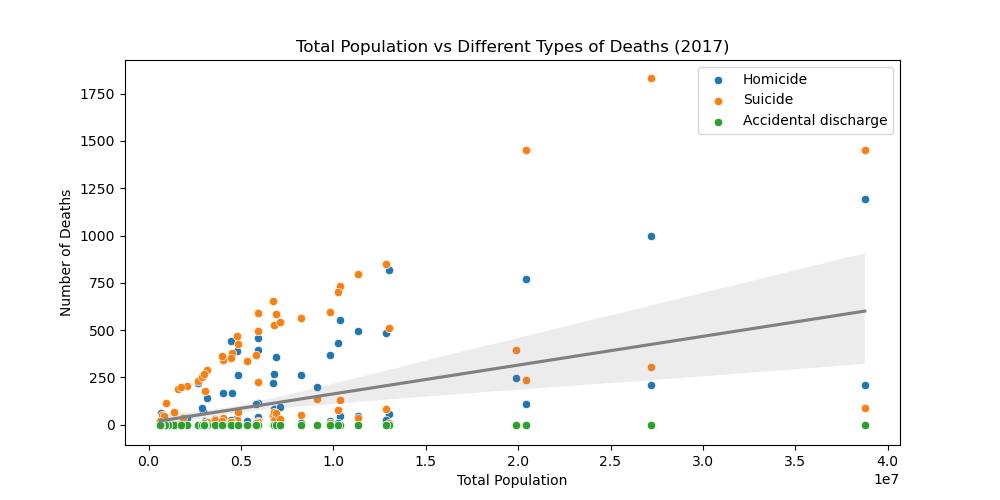 Total Population vs Different Types of Deaths (2017)
Homicide
Suicide
Accidental discharge
Number of Deaths
1750
1500
1250
1000
750
500
250
0
0.0 0.5 1.0 1.5 2.0 2.5 3.0 3.5 4.0
1e7
Total Population